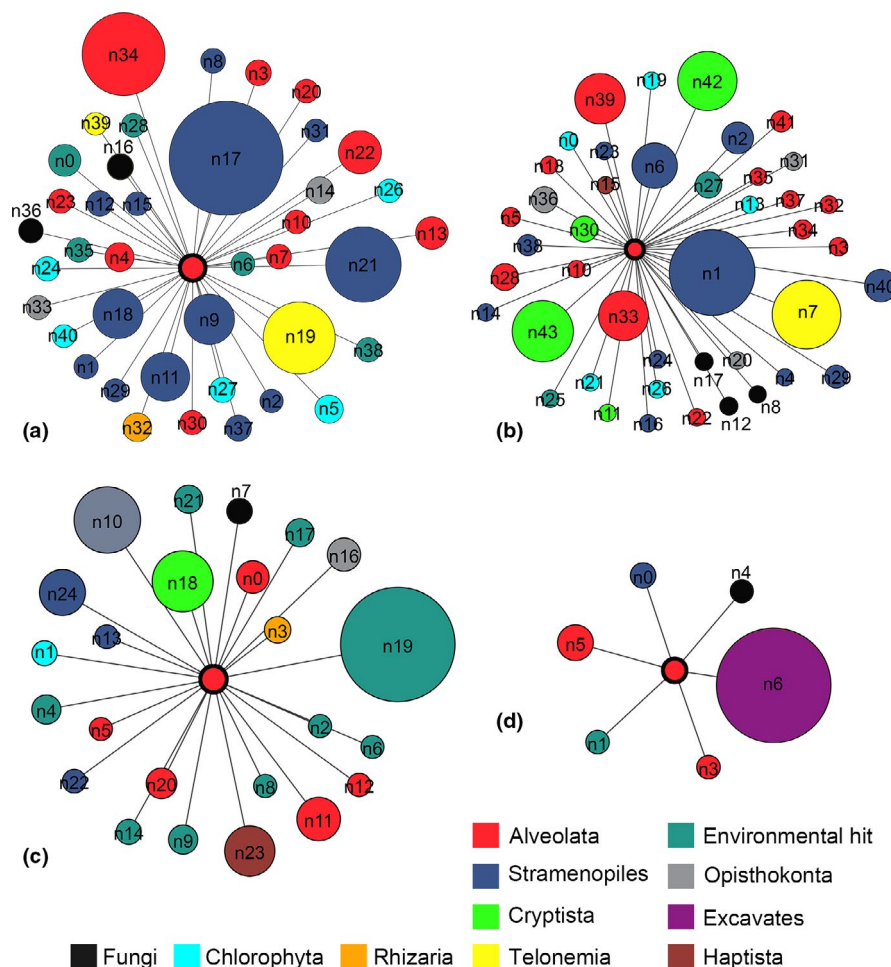 n34
n8
n3
n20
n39
n28
n16
n31
n17
n22
n0
n14
n26
n23
n12
n15
n36
n10
n13
n35
n4
n6
n7
n24
n21
n33
n18
n9
n19
n40
n38
n1
n11
n29
n27
n2
n5
n32
n30
n37
(a)
n19
n42
n39
n41
n0
n2
n23
n6
n31
n18
n15
n27
n35
n36
n13
n37
n32
n5
n30
n34
n38
n3
n28
n10
n1
n40
n14
n43
n33
n7
n24
n17
n20
n4
n29
n21
n26
n25
n8
n11
n16
n22
n12
(b)
n7
n21
n10
n17
n16
n18
n0
n24
n3
n13
n1
n19
n4
n5
n2
n6
n22
n20
n8
n12
n14
n9
n11
n23
(c)
n0
n4
n5
n6
n1
n3
(d)
Alveolata
Environmental hit
Stramenopiles
Opisthokonta
Cryptista
Excavates
Fungi
Chlorophyta
Rhizaria
Telonemia
Haptista